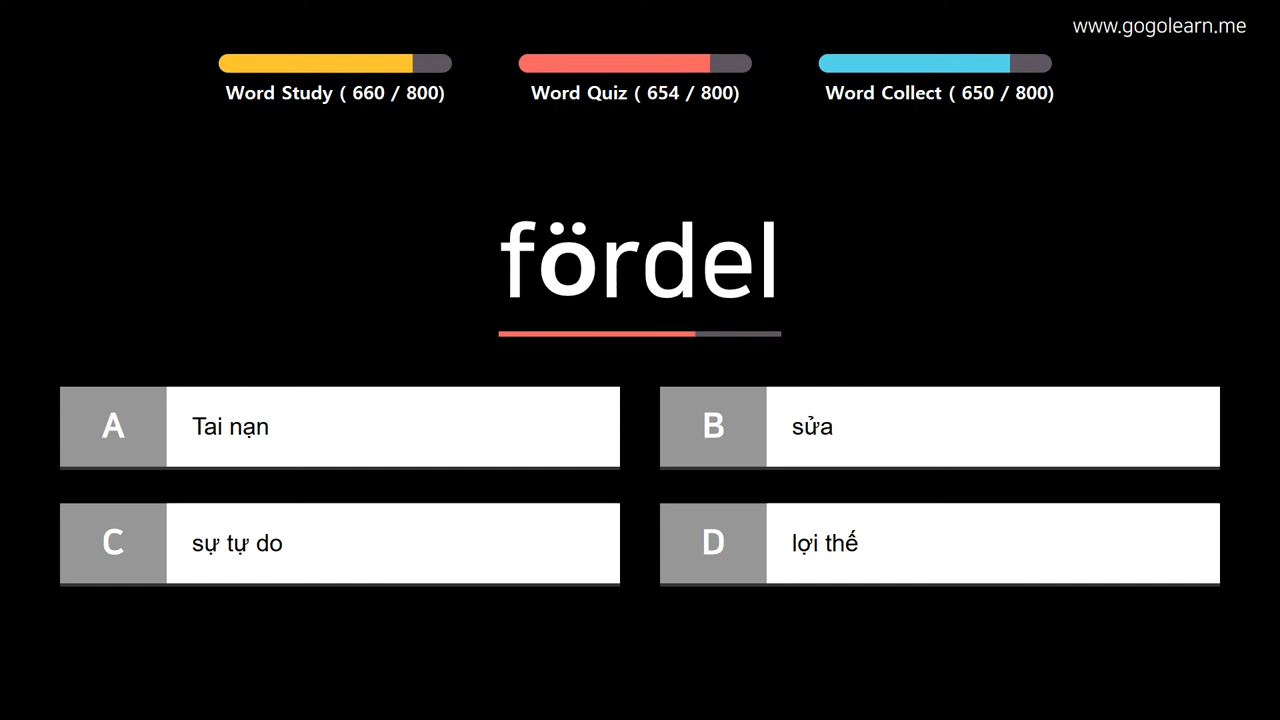 www.gogolearn.me
Word Study ( 660 / 800)
Word Quiz ( 654 / 800)
Word Collect ( 650 / 800)
fördel
A
Tai nạn
B
sửa
C
sự tự do
D
lợi thế